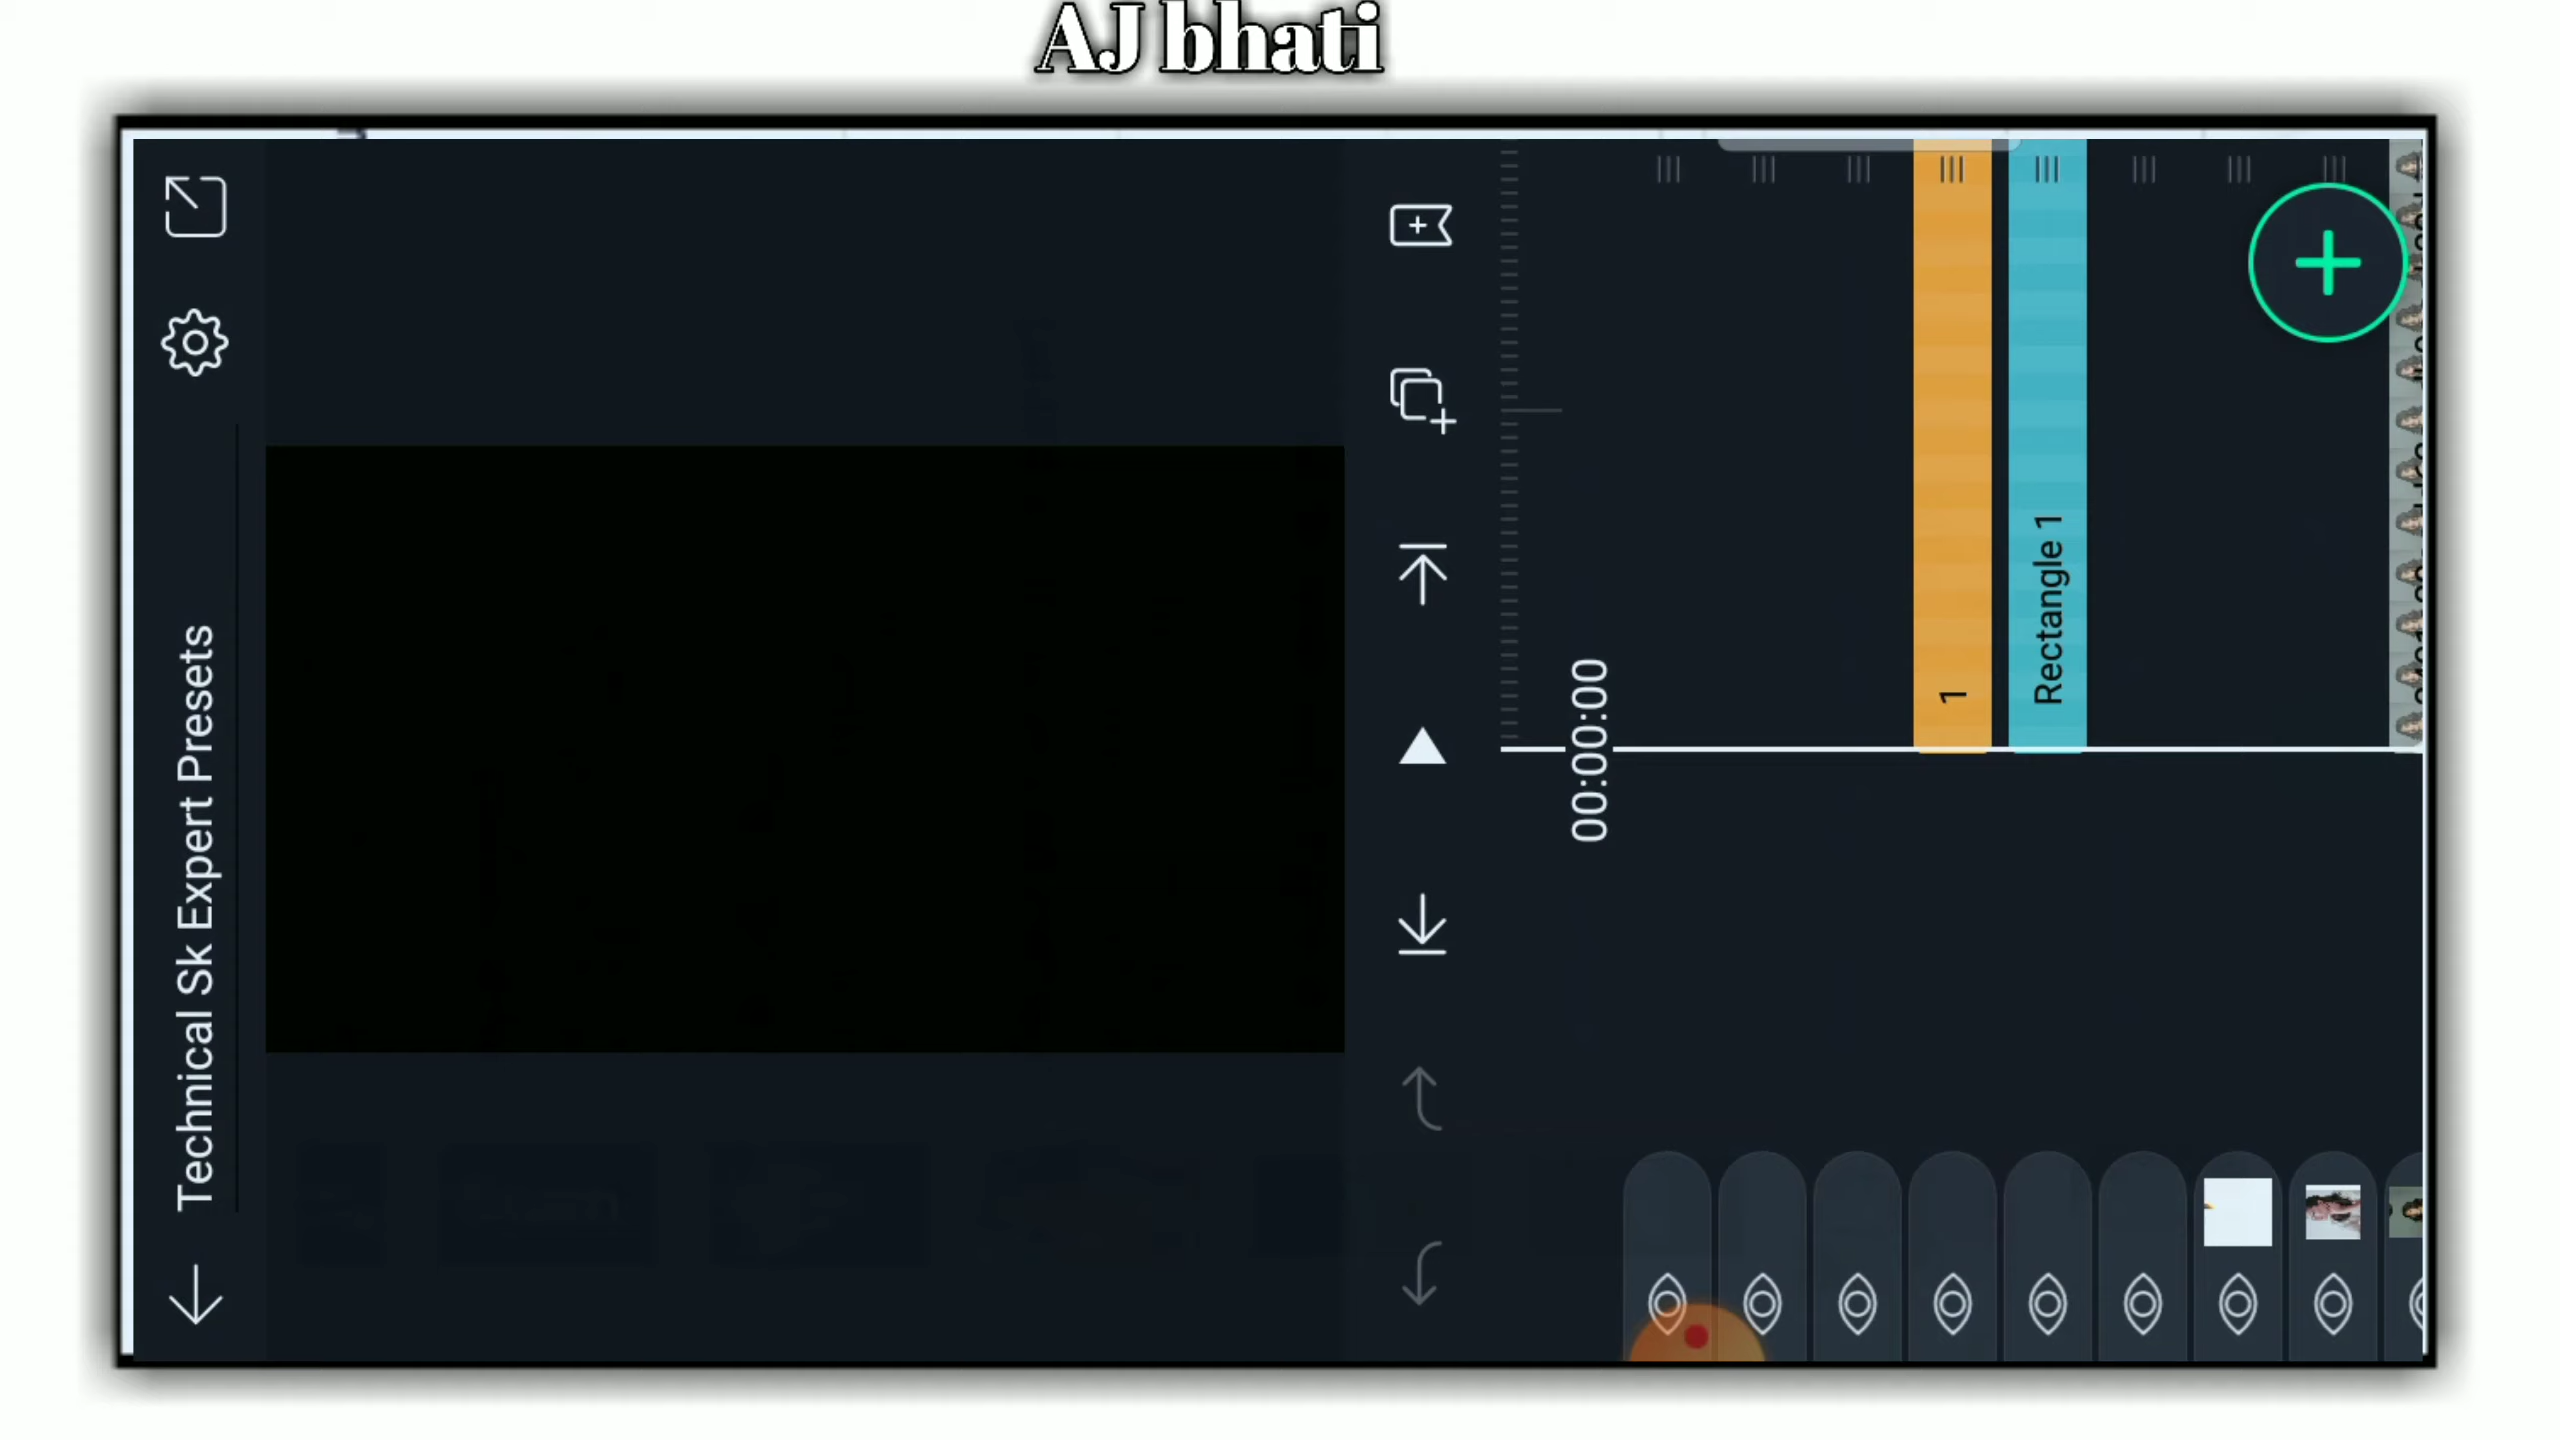 AJ bhati
Technical Sk Expert Presets
00:00:00
1
Rectangle 1